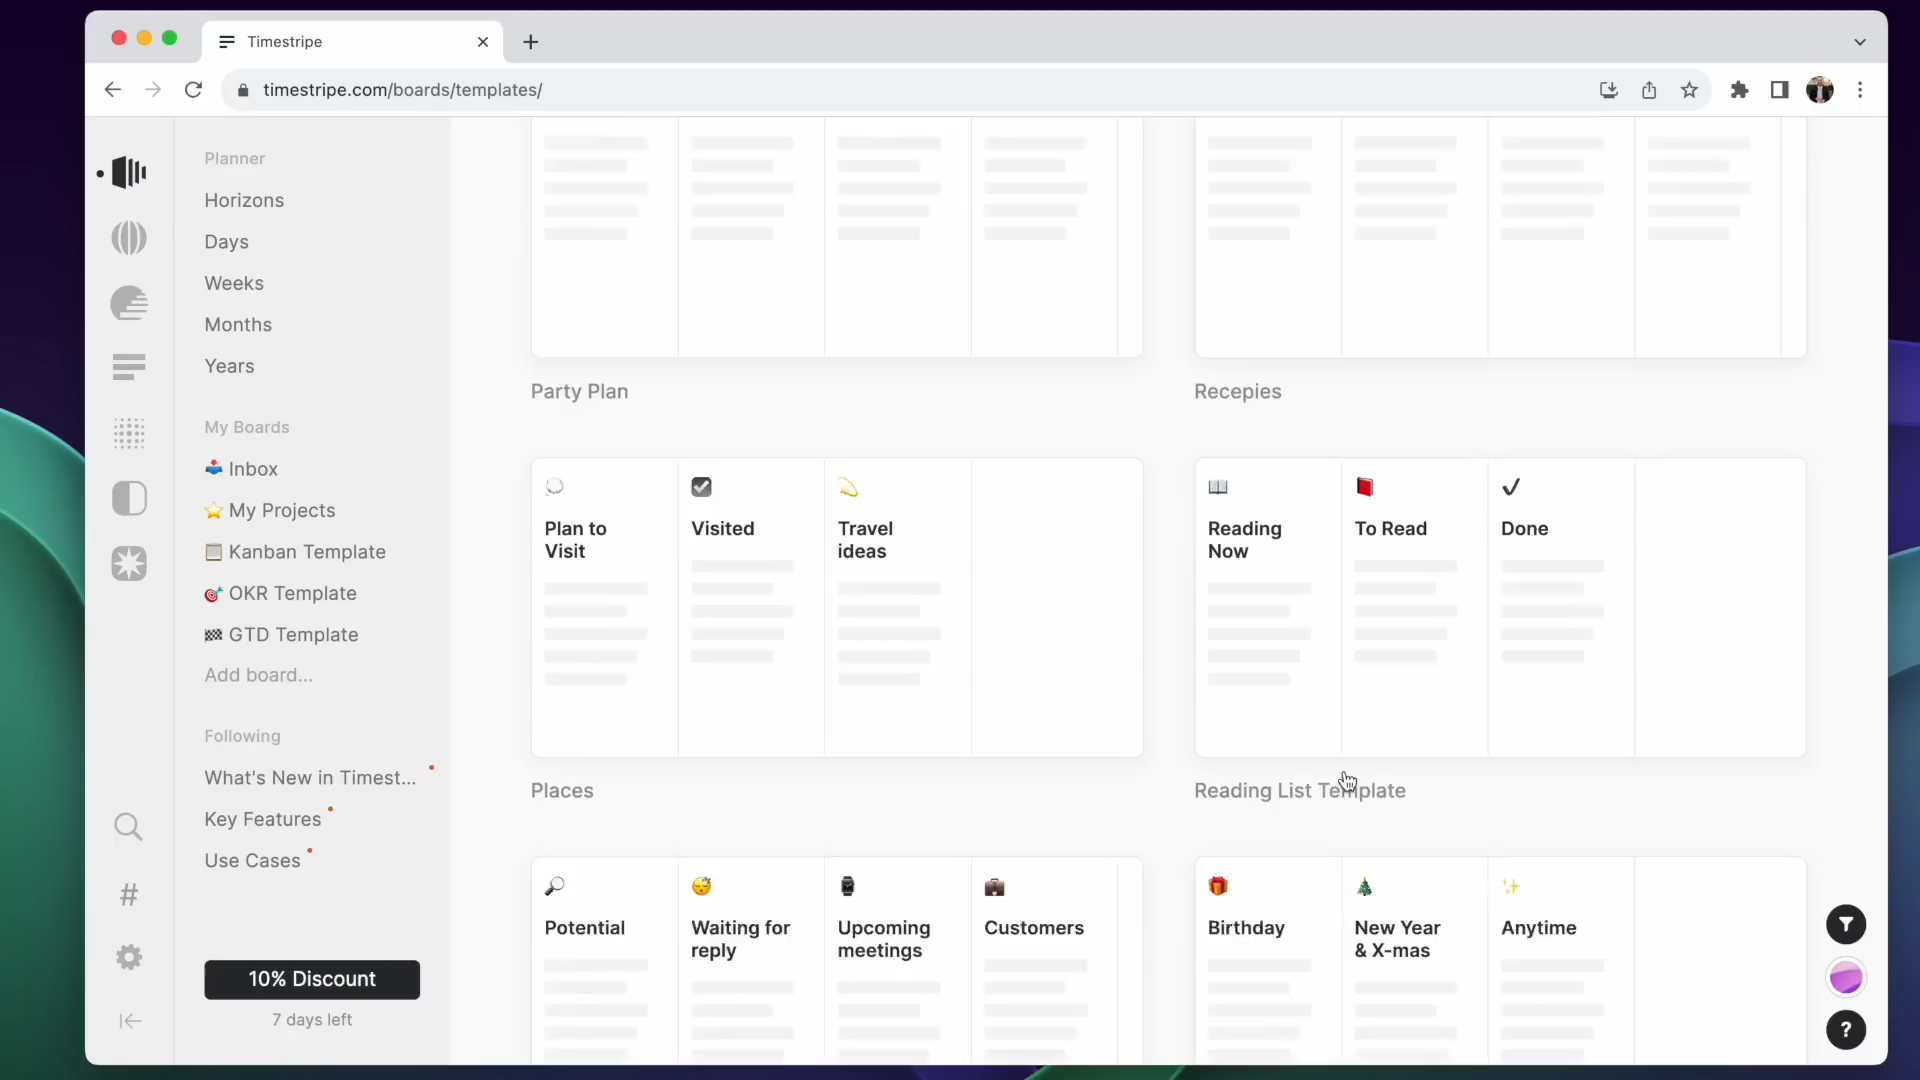 Timestripe
timestripe.com/boards/templates/
Planner
Horizons
Days
Weeks
Months
Years
My Boards
Inbox
My Projects
Kanban Template
OKR Template
GTD Template
Add board...
Following
What's New in Timest...
Key Features
Use Cases
10% Discount
7 days left
Party Plan
Recepies
Plan to
Visit
Visited
Travel
ideas
Places
Reading
Now
To Read
Done
Reading List Template
Potential
Waiting for
reply
Upcoming
meetings
Customers
Birthday
New Year
& X-mas
Anytime